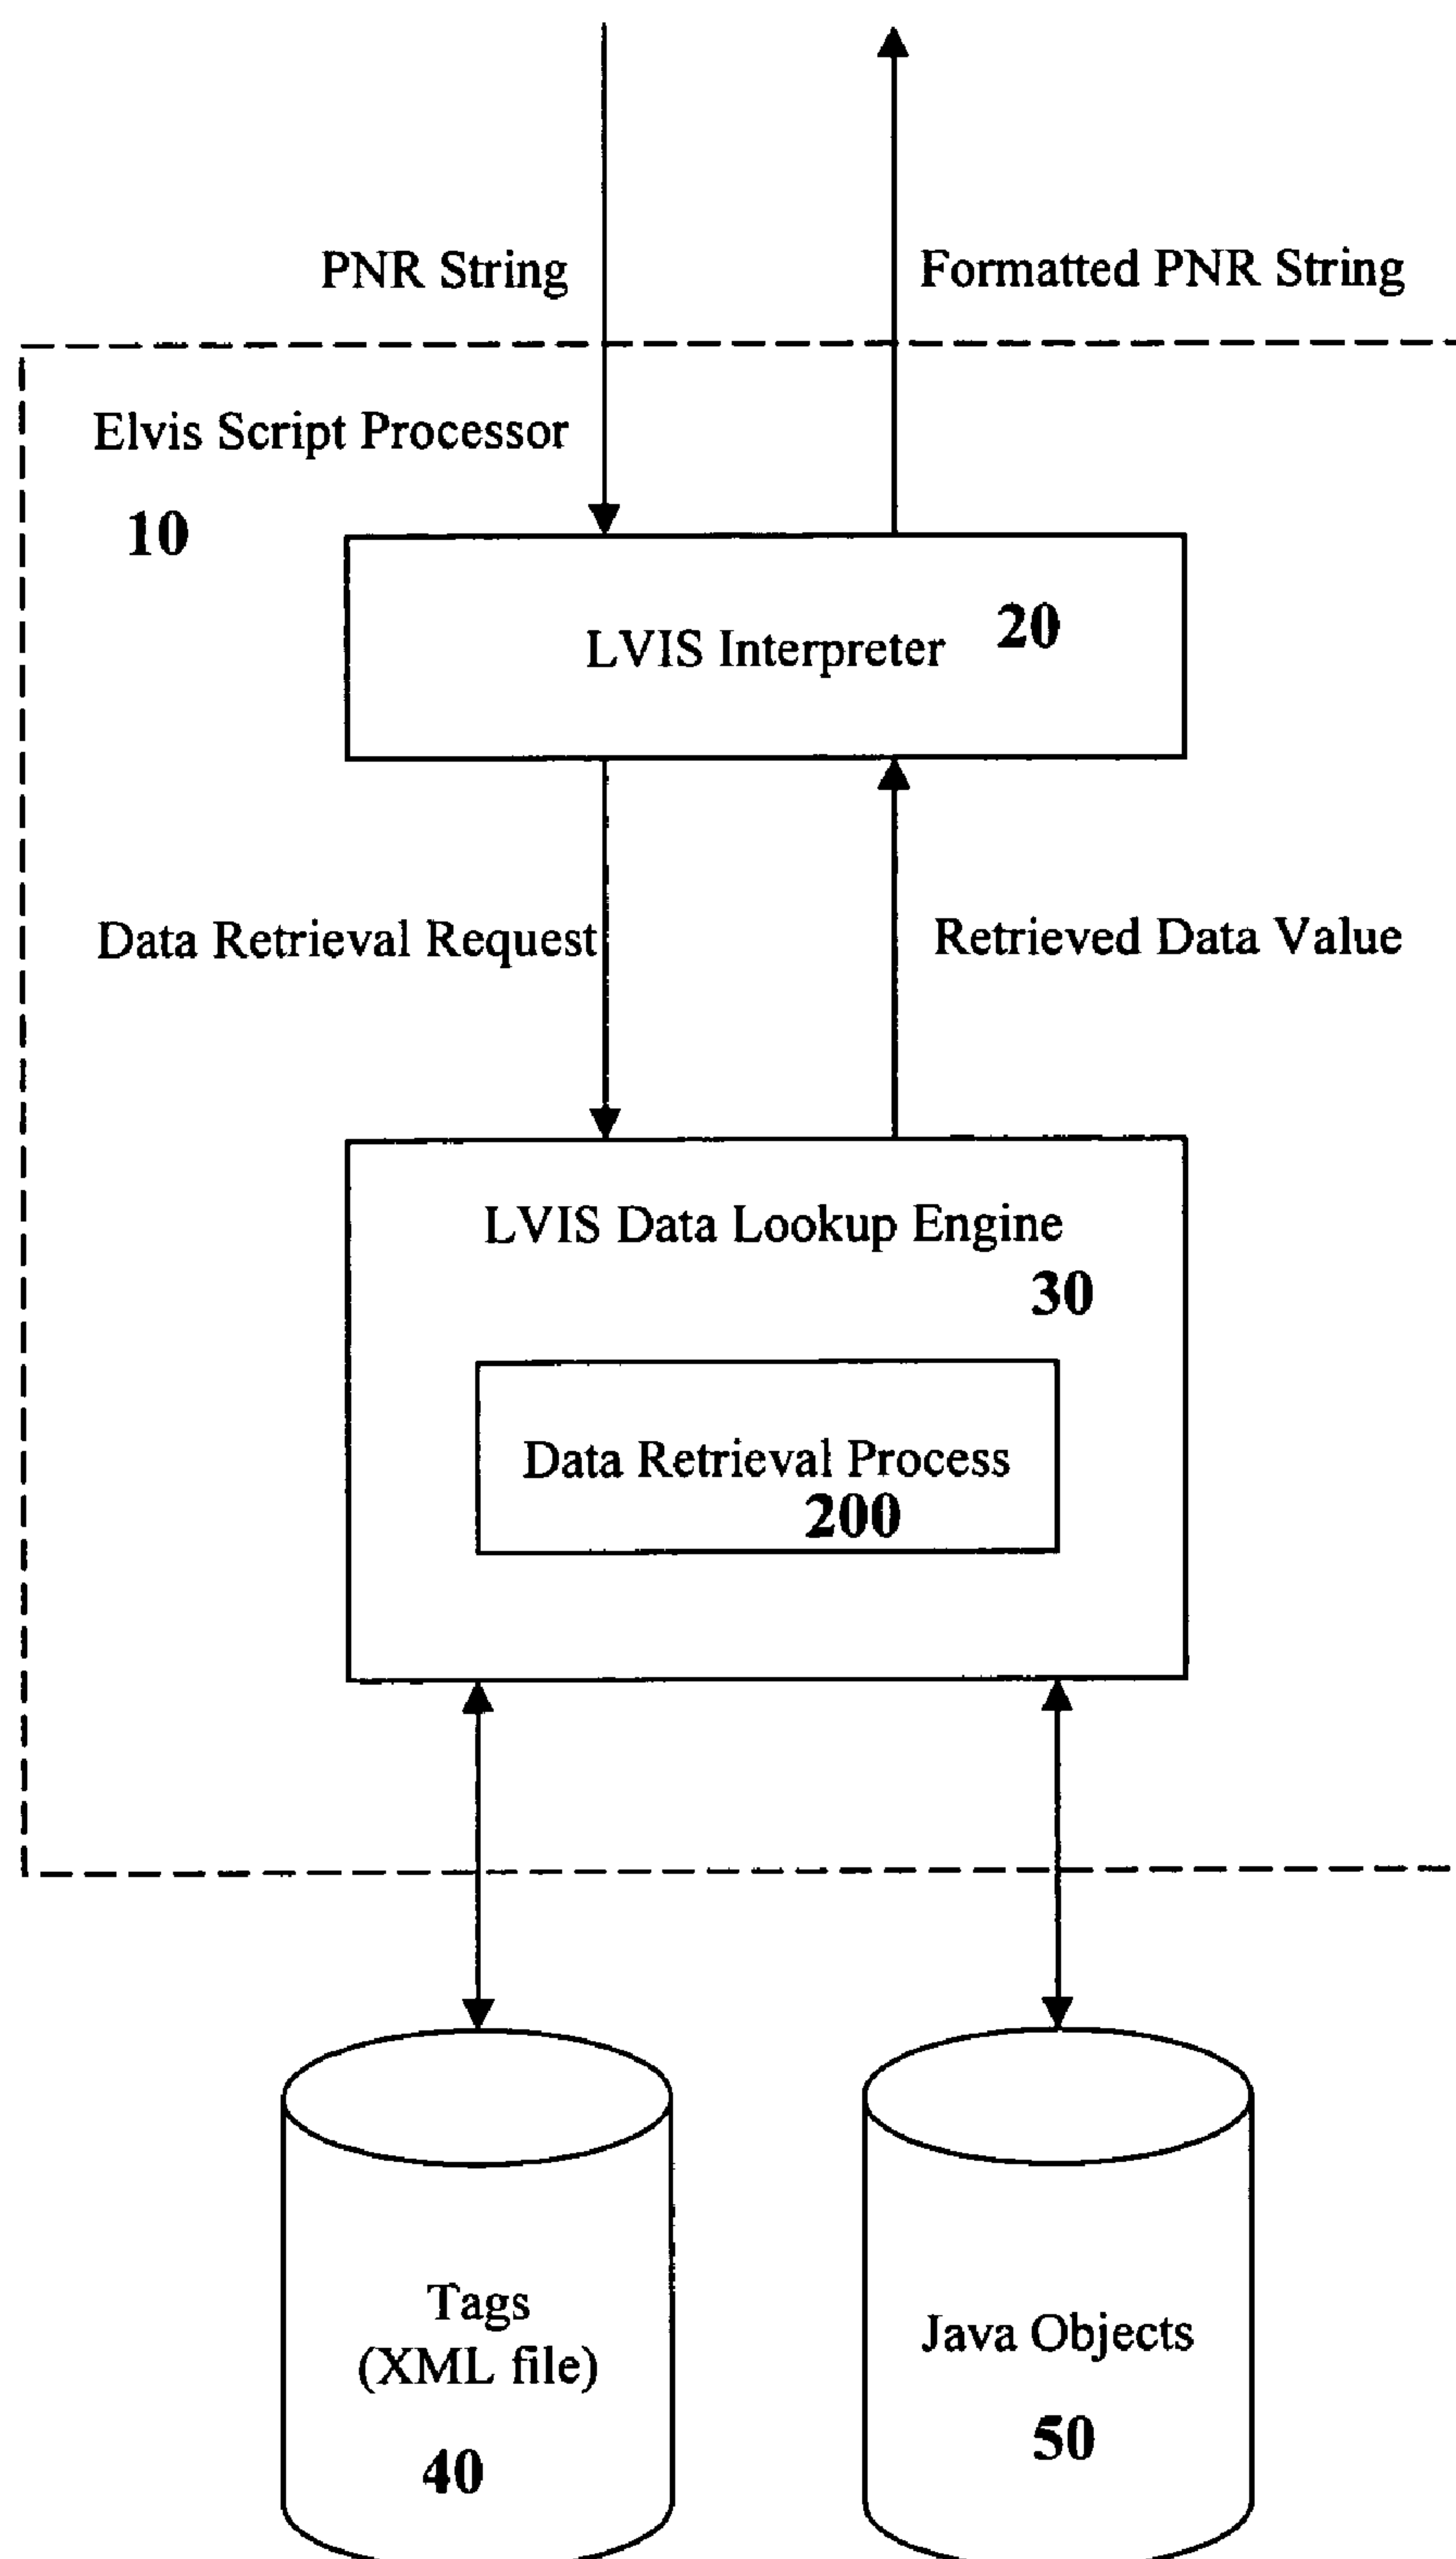 PNR String
Formatted PNR String
Elvis Script Processor
10
LVIS Interpreter 20
Data Retrieval Request
Retrieved Data Value
LVIS Data Lookup Engine
30
Data Retrieval Process
200
Tags
(XML file)
40
Java Objects
50